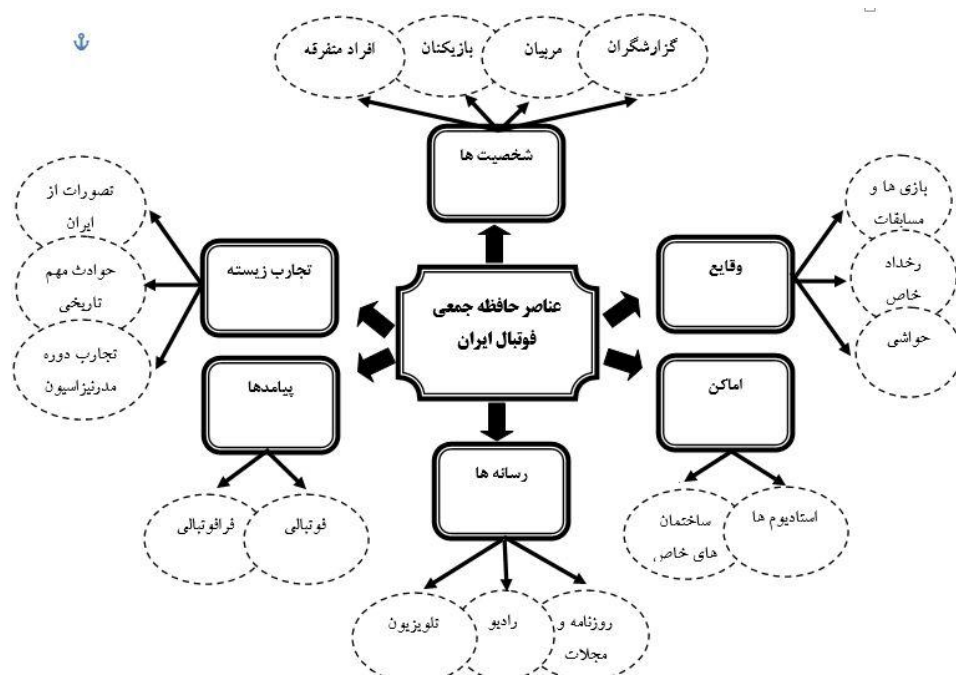 گزارشگران
مربیان
بازیکنان
افراد متفرقه
شخصیت ها
بازی ها و
مسابقات
رخداد
خاص
حواشی
وقایع
عناصر حافظه جمعی
فوتبال ایران
تجارب زیسته
تصورات از
ایران
حوادث مهم
تاریخی
تجارب دوره
مدرنیزاسیون
اماکن
استادیوم ها
ساختمان
های خاص
رسانه ها
روزنامه و
مجلات
رادیو
تلویزیون
پیامدها
فوتبالی
فرافوتبالی